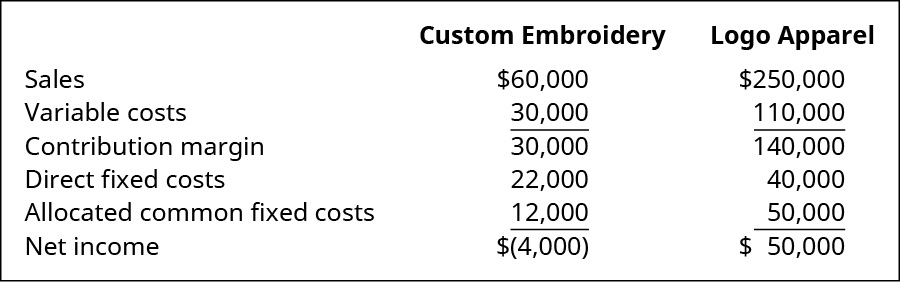 Custom Embroidery Logo Apparel
Sales $60,000 $250,000
Variable costs 30,000 110,000
Contribution margin 30,000 140,000
Direct fixed costs 22,000 40,000
Allocated common fixed costs 12,000 50,000
Net income $(4,000) $ 50,000